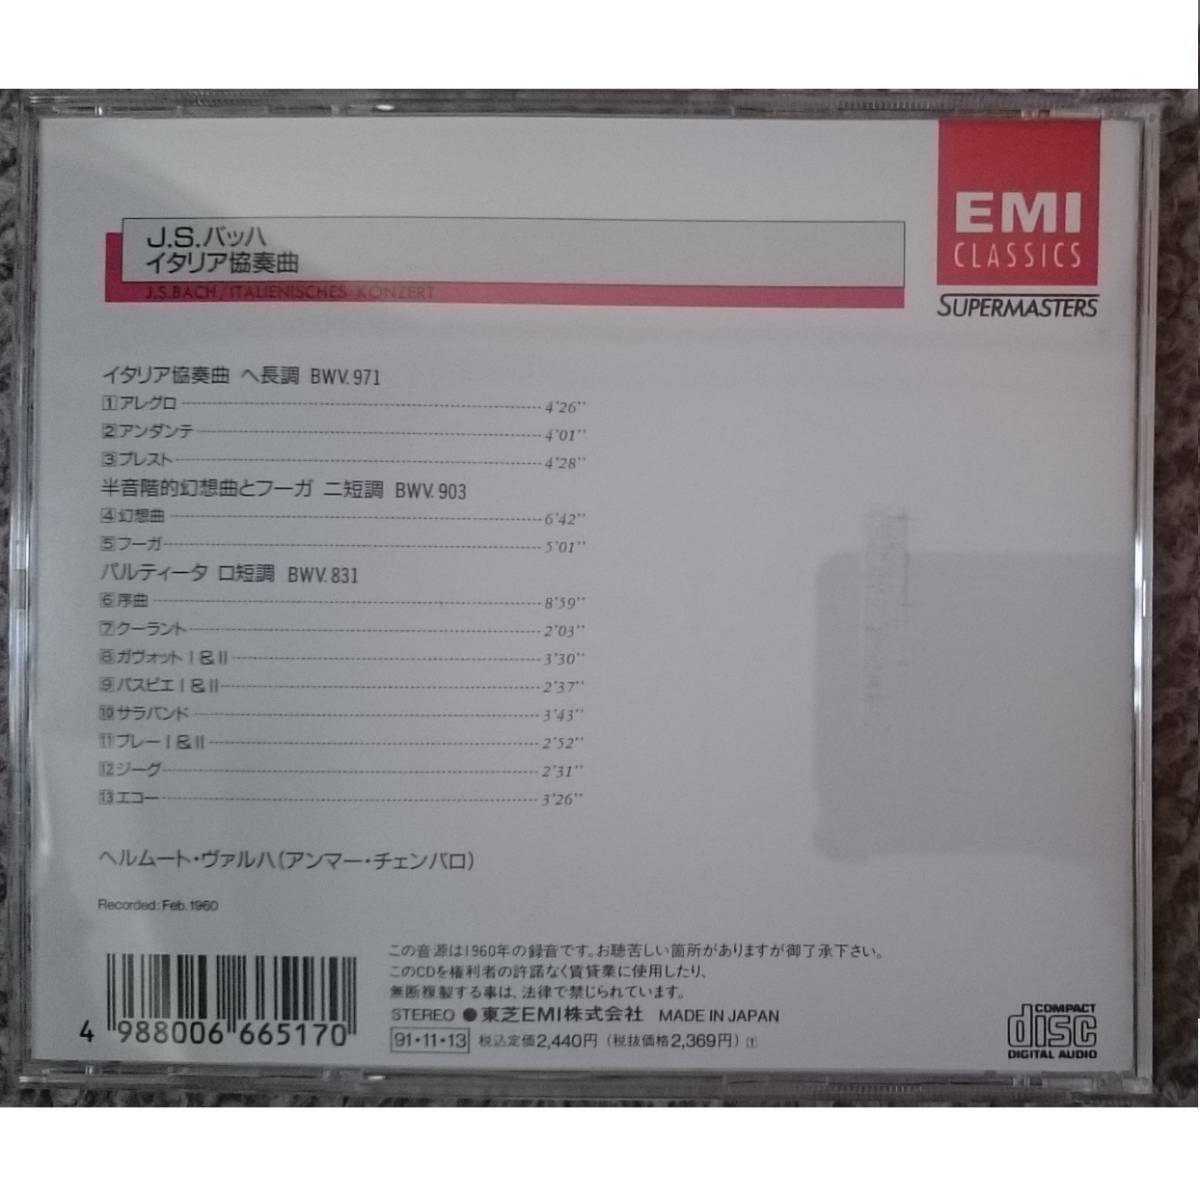 J.S.バッハ
イタリア協奏曲
J.S.BACH/ITALIENISCHES KONZERT
EMI
CLASSICS
SUPERMASTERS
イタリア協奏曲 ヘ長調 BWV.971
1アレグロ 4'26''
2アンダンテ 4'01''
3プレスト 4'28''
半音階的幻想曲とフーガ ニ短調 BWV.903
4幻想曲 6'42''
5フーガ 5'01''
パルティータ ロ短調 BWV.831
6序曲 8'59''
7クーラント 2'03''
8ガヴォットI&II 3'30''
9パスピエI&II 2'37''
10サラバンド 3'43''
11ブレーI&II 2'52''
12ジーグ 2'31''
13エコー 3'26''
ヘルムート・ヴァルハ(アンマー・チェンバロ)
Recorded:Feb.1960
4 988006 665170
この音源は1960年の録音です。お聴苦しい箇所がありますが御了承下さい。
このCDを権利者の許諾なく賃貸業に使用したり、
無断複製する事は、法律で禁じられています。
STEREO ●東芝EMI株式会社 MADE IN JAPAN
91・11・13 税込定価2,440円(税抜価格2,369円)
COMPACT
disc
DIGITAL AUDIO